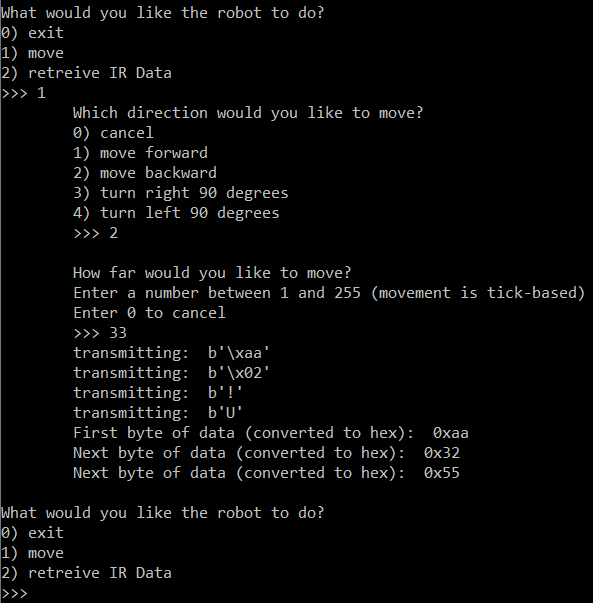 What would you like the robot to do?
0) exit
1) move
2) retreive IR Data
>>> 1
Which direction would you like to move?
0) cancel
1) move forward
2) move backward
3) turn right 90 degrees
4) turn left 90 degrees
>>> 2
How far would you like to move?
Enter a number between 1 and 255 (movement is tick-based)
Enter 0 to cancel
>>> 33
transmitting:  b'\xaa'
transmitting:  b'\x02'
transmitting:  b'!'
transmitting:  b'U'
First byte of data (converted to hex):  0xaa
Next byte of data (converted to hex):  0x32
Next byte of data (converted to hex):  0x55
What would you like the robot to do?
0) exit
1) move
2) retreive IR Data
>>>